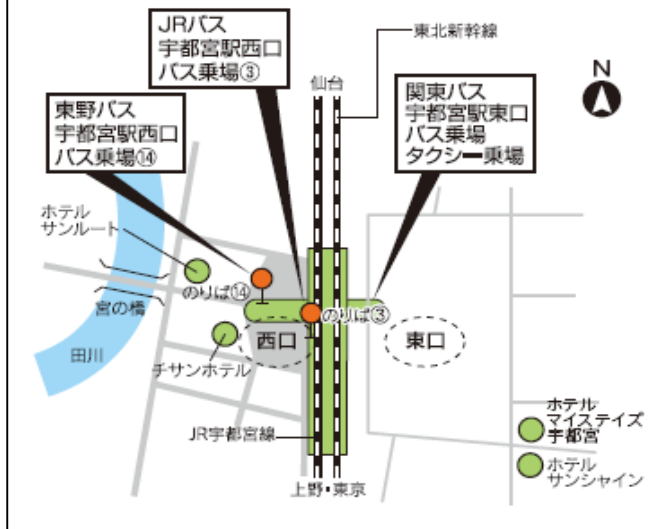 JRバス
宇都宮駅西口
バス乗場③
東北新幹線
仙台
N
東野バス
宇都宮駅西口
バス乗場⑭
関東バス
宇都宮駅東口
バス乗場
タクシー乗場
ホテル
サンルート
のりば⑭
宮の橋
のりば③
西口
東口
田川
チサンホテル
JR宇都宮線
上野・東京
ホテル
マイステイズ
宇都宮
ホテル
サンシャイン